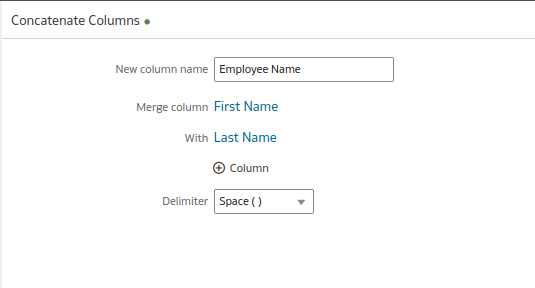 Concatenate Columns
New column name Employee Name
Merge column First Name
With Last Name
Column
Delimiter Space ( )